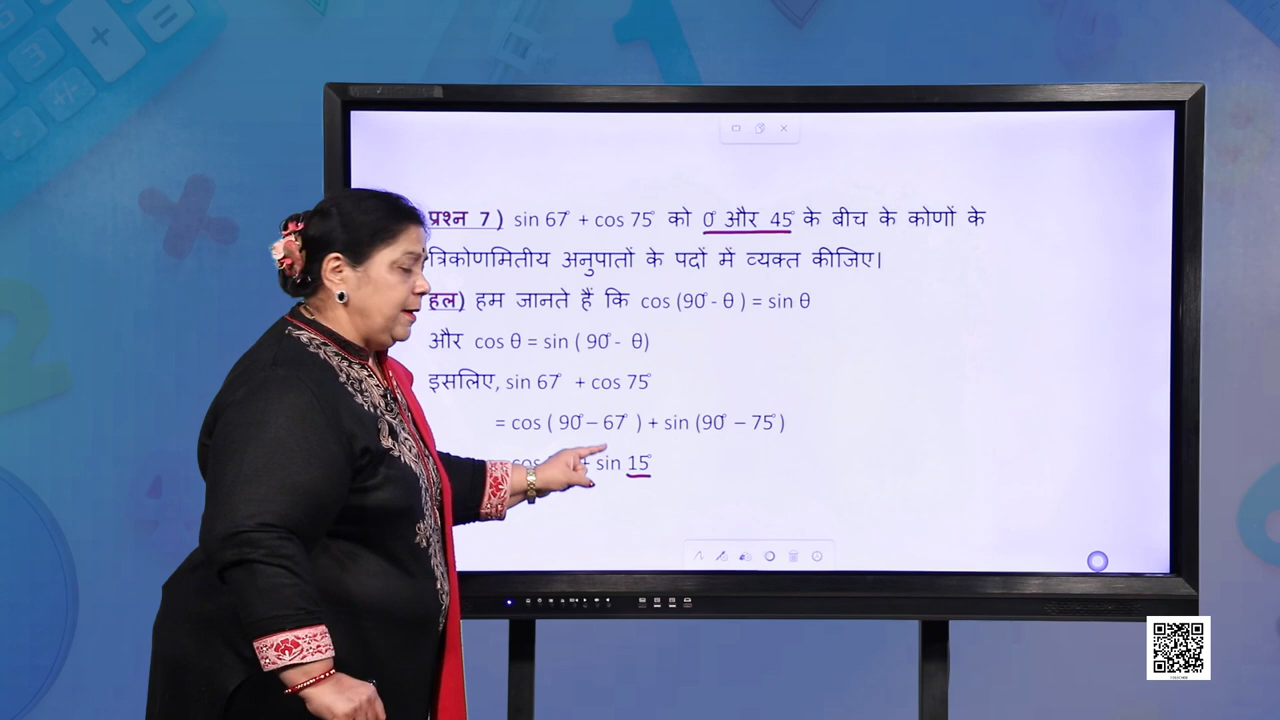 प्रश्न 7 ) sin 67° + cos 75° को 0° और 45° के बीच के कोणों के
त्रिकोणमितीय अनुपातों के पदों में व्यक्त कीजिए।
हल) हम जानते हैं कि cos (90° - θ ) = sin θ
और cos θ = sin ( 90° - θ)
इसलिए, sin 67° + cos 75°
= cos ( 90° – 67° ) + sin (90° – 75° )
cos + sin 15°